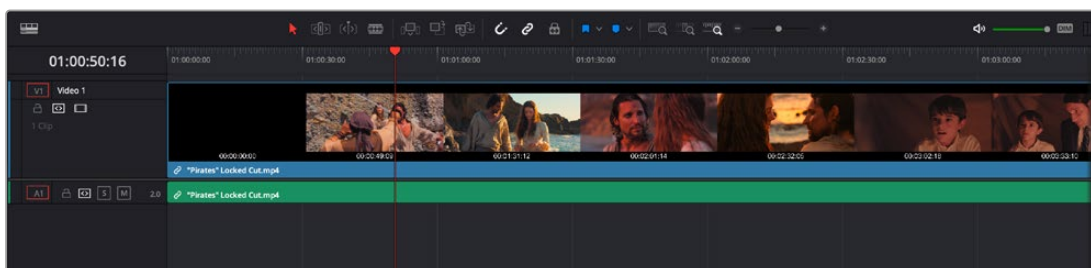 DIM
01:00:50:16
01:00:00:00 01:00:30:00 01:01:00:00 01:01:30:00 01:02:00:00 01:02:30:00 01:03:00:00
V1 Video 1
1 Clip
00:00:00:00 00:00:49:09 00:01:31:12 00:02:01:14 00:02:32:06 00:03:02:18 00:03:33:10
"Pirates" Locked Cut.mp4
A1 S M 2.0 "Pirates" Locked Cut.mp4